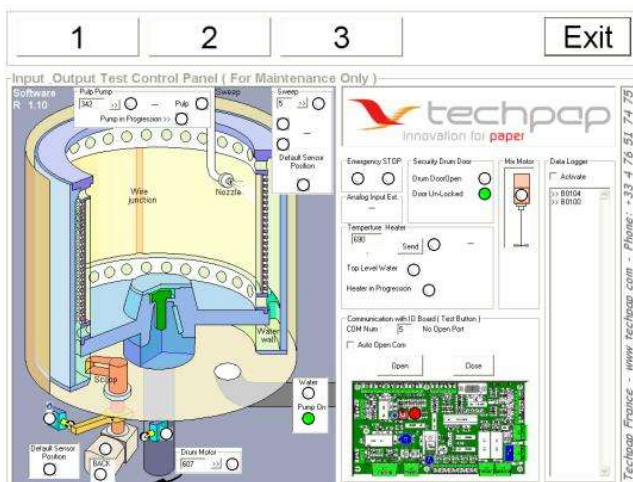 1 2 3 Exit
Input _Output Test Control Panel ( For Maintenance Only )
Software
R 1.10
Pulp Pump
342 >> — Pulp
Pump in Progression >>
Sweep
Sweep
5 >>
—
Default Sensor
Position
Wire
junction
Nozzle
Water
wall
Scoop
Water
Pump On
Default Sensor
Position
BACK
Drum Motor
607 >>
techpap
innovation for paper
Emergency STOP
Analog Input Ext.
—
Security Drum Door
Drum DoorOpen
Door Un-Locked
Mix Motor
Data Logger
Activate
>> B0104
>> B0100
Temperture Heater
690 Send —
Top Level Water
Heater in Progression
Communication with IO Board ( Test Button )
COM Num 5 No Open Port
Auto Open Com
Open Close
Techpap France - www.techpap.com - Phone: +33 4 76 51 74 75